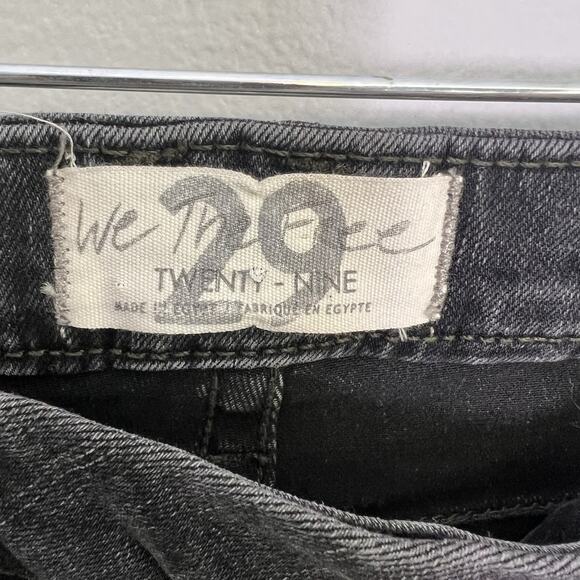 We The Free
29
TWENTY - NINE
MADE IN EGYPT / FABRIQUE EN EGYPTE